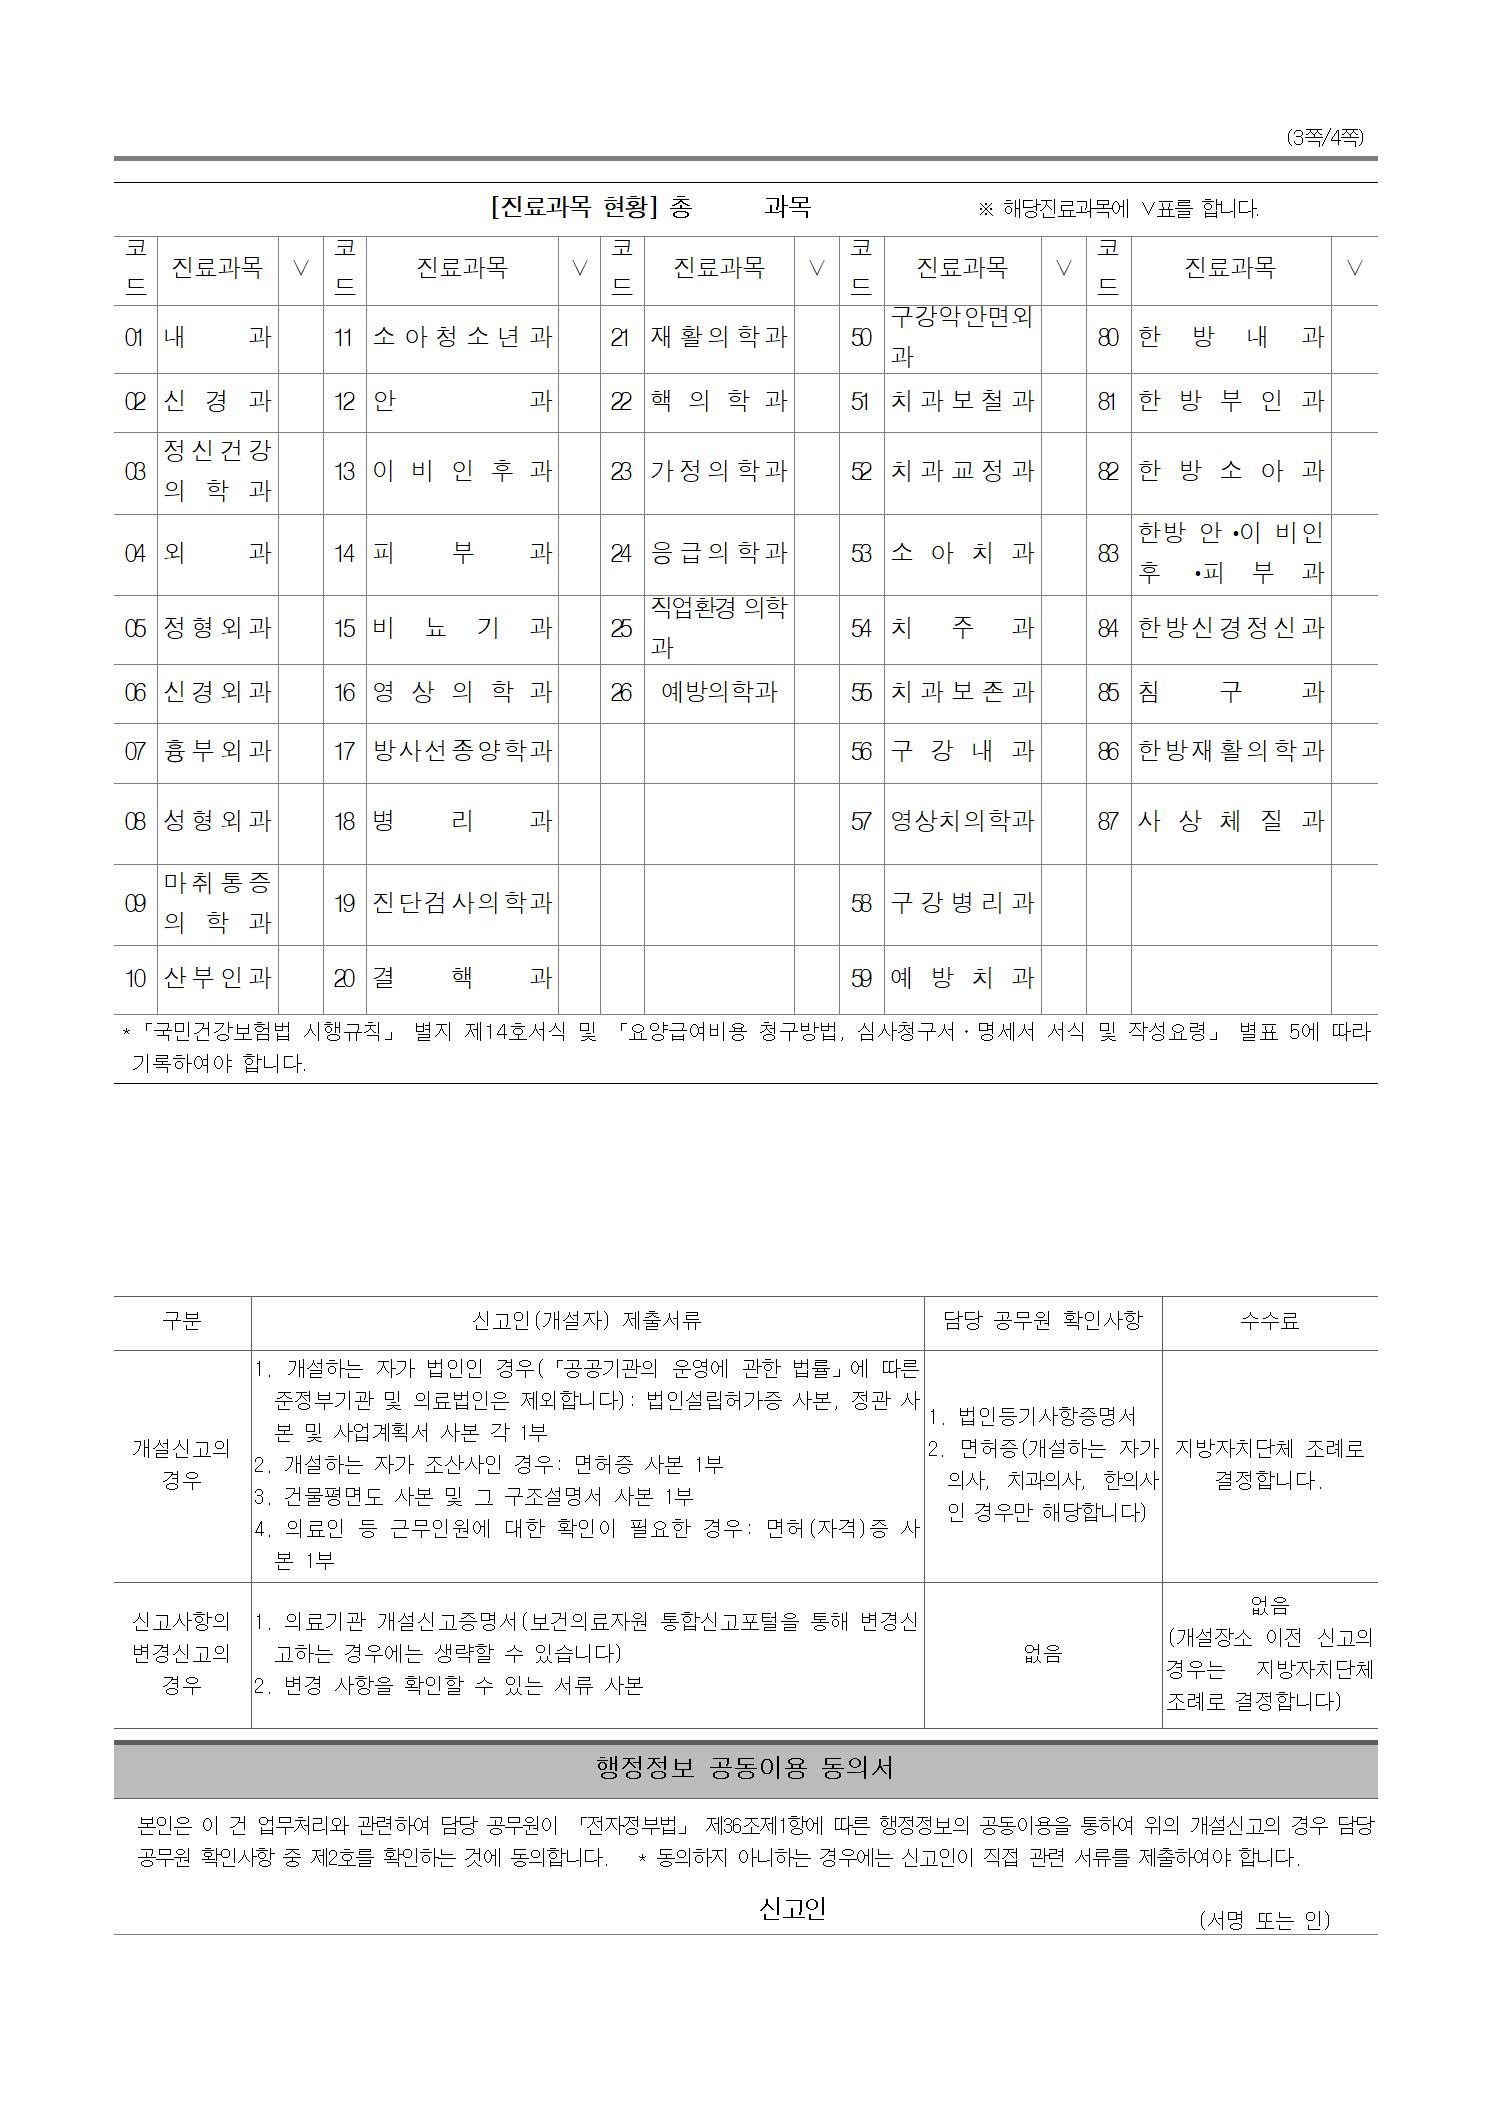 (3쪽/4쪽)
[진료과목 현황] 총 과목 ※ 해당진료과목에 ∨표를 합니다.
코드 진료과목 ∨ 코드 진료과목 ∨ 코드 진료과목 ∨ 코드 진료과목 ∨ 코드 진료과목 ∨
01 내 과 11 소아청소년과 21 재활의학과 50 구강악안면외과 80 한 방 내 과
02 신 경 과 12 안 과 22 핵 의 학 과 51 치과보철과 81 한 방 부 인 과
03 정신건강의 학 과 13 이 비 인 후 과 23 가정의학과 52 치과교정과 82 한 방 소 아 과
04 외 과 14 피 부 과 24 응급의학과 53 소 아 치 과 83 한방 안·이 비인후 ·피 부 과
05 정형외과 15 비 뇨 기 과 25 직업환경 의학과 54 치 주 과 84 한방신경정신과
06 신경외과 16 영 상 의 학 과 26 예방의학과 55 치과보존과 85 침 구 과
07 흉부외과 17 방사선종양학과 56 구 강 내 과 86 한방재활의학과
08 성형외과 18 병 리 과 57 영상치의학과 87 사 상 체 질 과
09 마취통증의 학 과 19 진단검사의학과 58 구강병리과
10 산부인과 20 결 핵 과 59 예 방 치 과
*「국민건강보험법 시행규칙」 별지 제14호서식 및 「요양급여비용 청구방법, 심사청구서·명세서 서식 및 작성요령」 별표 5에 따라
기록하여야 합니다.
구분 신고인(개설자) 제출서류 담당 공무원 확인사항 수수료
개설신고의
경우
1. 개설하는 자가 법인인 경우(「공공기관의 운영에 관한 법률」에 따른
준정부기관 및 의료법인은 제외합니다): 법인설립허가증 사본, 정관 사
본 및 사업계획서 사본 각 1부
2. 개설하는 자가 조산사인 경우: 면허증 사본 1부
3. 건물평면도 사본 및 그 구조설명서 사본 1부
4. 의료인 등 근무인원에 대한 확인이 필요한 경우: 면허(자격)증 사
본 1부
1. 법인등기사항증명서
2. 면허증(개설하는 자가
의사, 치과의사, 한의사
인 경우만 해당합니다)
지방자치단체 조례로
결정합니다.
신고사항의
변경신고의
경우
1. 의료기관 개설신고증명서(보건의료자원 통합신고포털을 통해 변경신
고하는 경우에는 생략할 수 있습니다)
2. 변경 사항을 확인할 수 있는 서류 사본
없음
없음
(개설장소 이전 신고의
경우는 지방자치단체
조례로 결정합니다)
행정정보 공동이용 동의서
본인은 이 건 업무처리와 관련하여 담당 공무원이 「전자정부법」 제36조제1항에 따른 행정정보의 공동이용을 통하여 위의 개설신고의 경우 담당
공무원 확인사항 중 제2호를 확인하는 것에 동의합니다. * 동의하지 아니하는 경우에는 신고인이 직접 관련 서류를 제출하여야 합니다.
신고인 (서명 또는 인)